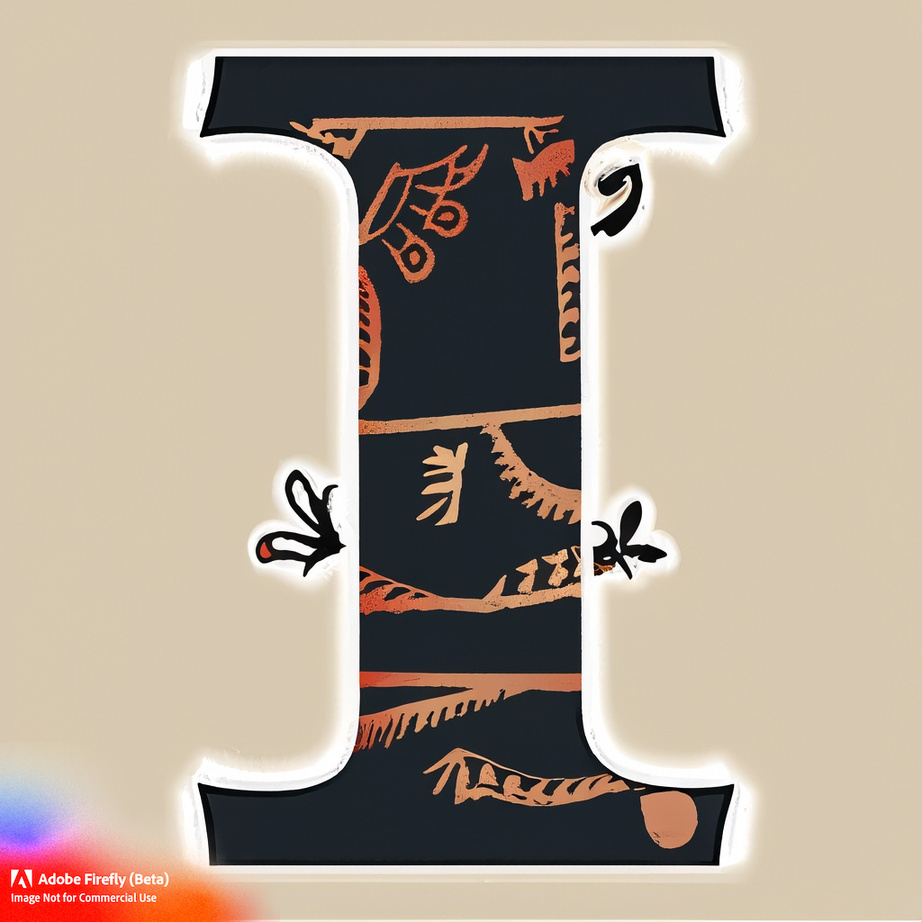 I
Adobe Firefly (Beta)
Image Not for Commercial Use